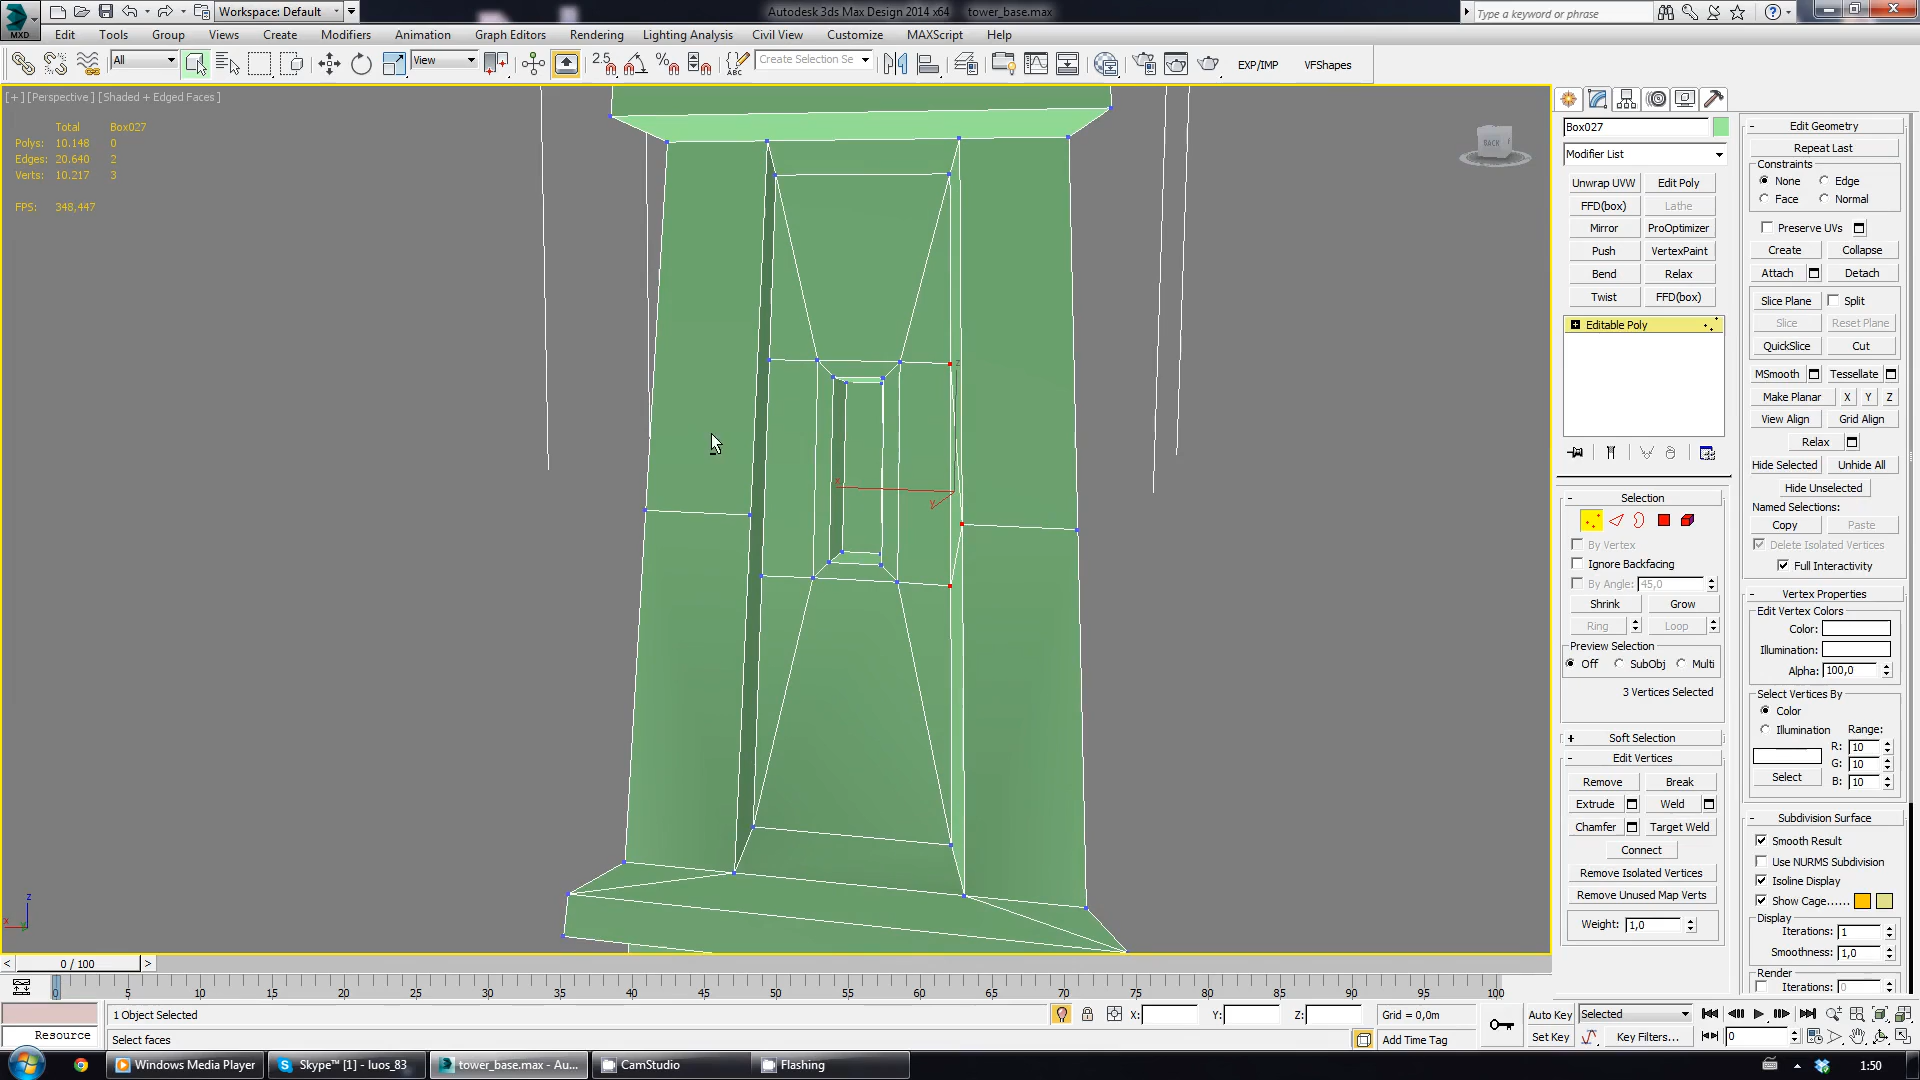 MXD
Workspace: Default
Autodesk 3ds Max Design 2014 x64    tower_base.max
Type a keyword or phrase
Edit Tools Group Views Create Modifiers Animation Graph Editors Rendering Lighting Analysis Civil View Customize MAXScript Help
All
View
2.5
Create Selection Se
EXP/IMP
VFShapes
[+] [Perspective] [Shaded + Edged Faces]
Total Box027
Polys: 10.148 0
Edges: 20.640 2
Verts: 10.217 3
FPS: 348,447
BACK
z
x
y
z
x
Box027
Modifier List
Unwrap UVW Edit Poly
FFD(box) Lathe
Mirror ProOptimizer
Push VertexPaint
Bend Relax
Twist FFD(box)
Editable Poly
Selection
By Vertex
Ignore Backfacing
By Angle: 45,0
Shrink Grow
Ring Loop
Preview Selection
Off SubObj Multi
3 Vertices Selected
Soft Selection
Edit Vertices
Remove Break
Extrude Weld
Chamfer Target Weld
Connect
Remove Isolated Vertices
Remove Unused Map Verts
Weight: 1,0
Edit Geometry
Repeat Last
Constraints
None Edge
Face Normal
Preserve UVs
Create Collapse
Attach Detach
Slice Plane Split
Slice Reset Plane
QuickSlice Cut
MSmooth Tessellate
Make Planar X Y Z
View Align Grid Align
Relax
Hide Selected Unhide All
Hide Unselected
Named Selections:
Copy Paste
Delete Isolated Vertices
Full Interactivity
Vertex Properties
Edit Vertex Colors
Color:
Illumination:
Alpha: 100,0
Select Vertices By
Color
Illumination Range:
R: 10
G: 10
Select B: 10
Subdivision Surface
Smooth Result
Use NURMS Subdivision
Isoline Display
Show Cage......
Display
Iterations: 1
Smoothness: 1,0
Render
Iterations: 0
< 0 / 100 >
0 5 10 15 20 25 30 35 40 45 50 55 60 65 70 75 80 85 90 95 100
1 Object Selected
X: Y: Z:
Grid = 0,0m
Auto Key Selected
Resource
Select faces
Add Time Tag
Set Key Key Filters... 0
Windows Media Player
Skype™ [1] - luos_83
tower_base.max - Au...
CamStudio
Flashing
1:50